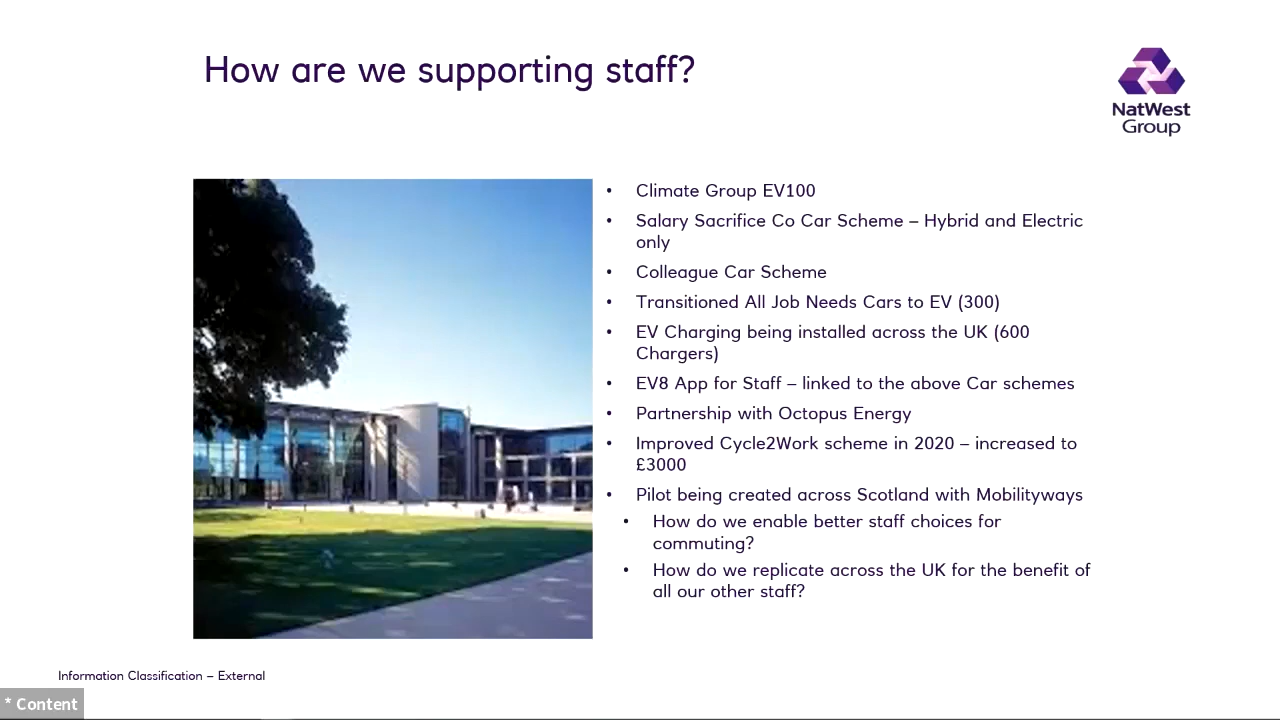 How are we supporting staff?
NatWest
Group
• Climate Group EV100
• Salary Sacrifice Co Car Scheme – Hybrid and Electric
only
• Colleague Car Scheme
• Transitioned All Job Needs Cars to EV (300)
• EV Charging being installed across the UK (600
Chargers)
• EV8 App for Staff – linked to the above Car schemes
• Partnership with Octopus Energy
• Improved Cycle2Work scheme in 2020 – increased to
£3000
• Pilot being created across Scotland with Mobilityways
• How do we enable better staff choices for
commuting?
• How do we replicate across the UK for the benefit of
all our other staff?
Information Classification – External
* Content